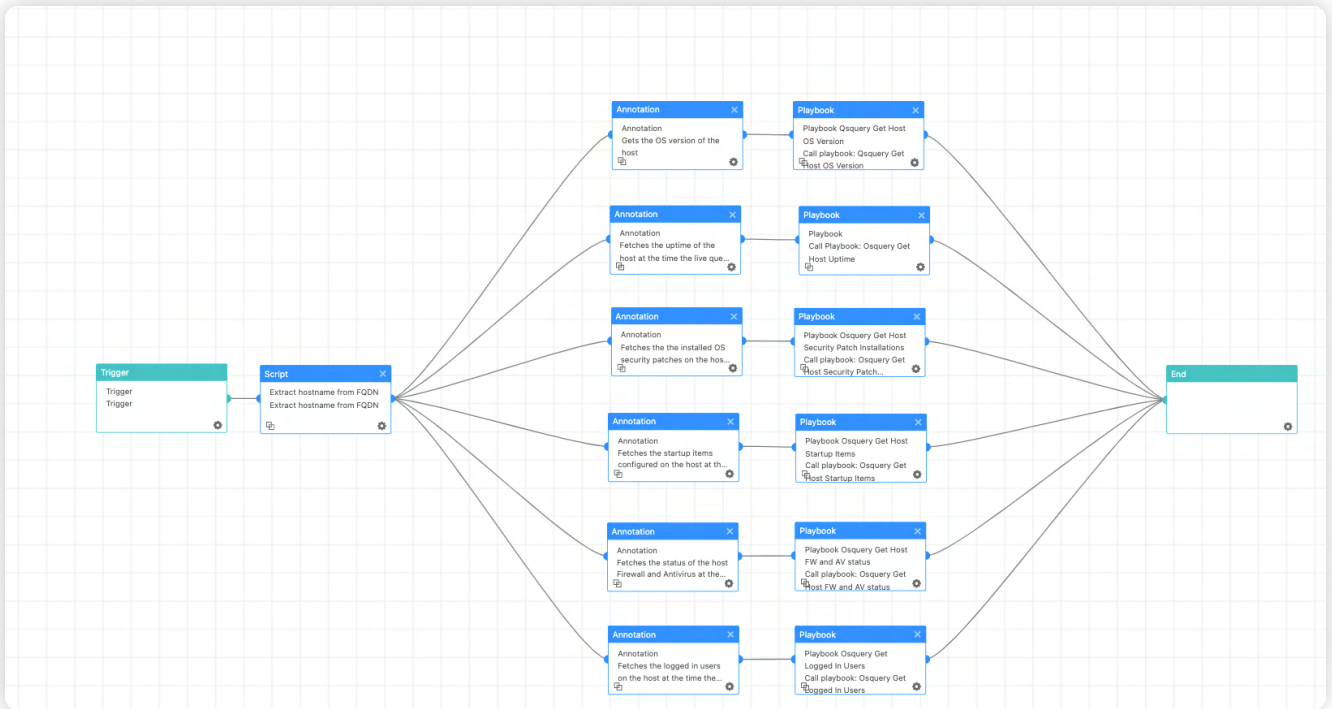 Trigger
Trigger
Trigger
Script
Extract hostname from FQDN
Extract hostname from FQDN
Annotation
Annotation
Gets the OS version of the
host
Playbook
Playbook Qsquery Get Host
OS Version
Call playbook: Qsquery Get
Host OS Version
Annotation
Annotation
Fetches the uptime of the
host at the time the live que...
Playbook
Playbook
Call Playbook: Osquery Get
Host Uptime
Annotation
Annotation
Fetches the the installed OS
security patches on the hos...
Playbook
Playbook Osquery Get Host
Security Patch Installations
Call playbook: Osquery Get
Host Security Patch...
Annotation
Annotation
Fetches the startup items
configured on the host at th...
Playbook
Playbook Osquery Get Host
Startup Items
Call playbook: Osquery Get
Host Startup Items
Annotation
Annotation
Fetches the status of the host
Firewall and Antivirus at the...
Playbook
Playbook Osquery Get Host
FW and AV status
Call playbook: Osquery Get
Host FW and AV status
Annotation
Annotation
Fetches the logged in users
on the host at the time the...
Playbook
Playbook Osquery Get
Logged In Users
Call playbook: Osquery Get
Logged In Users
End